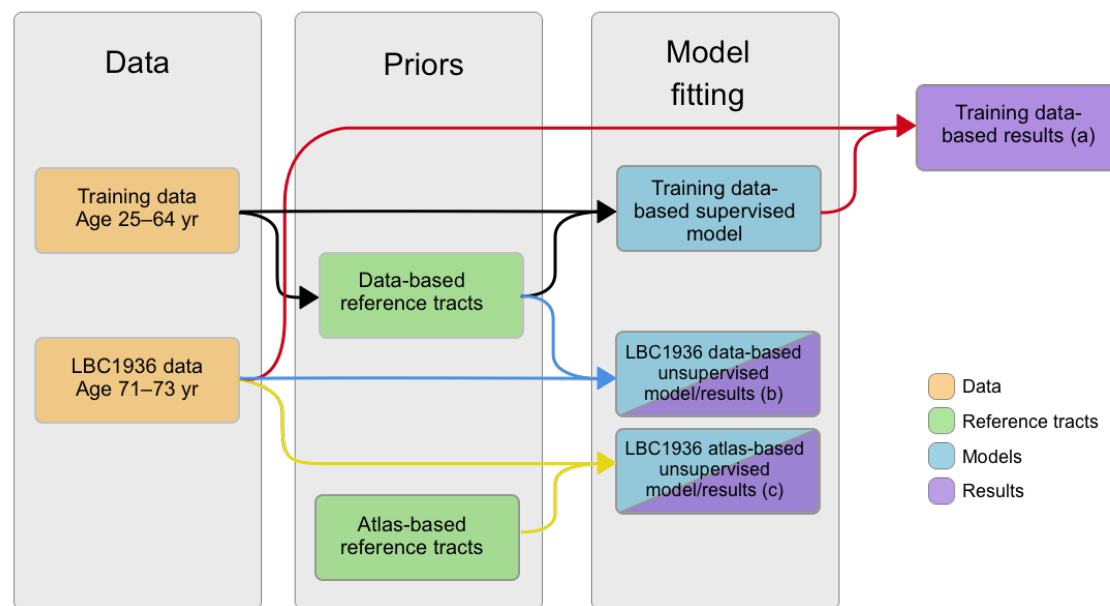 Data
Priors
Model
fitting
Training data-
based results (a)
Training data
Age 25–64 yr
Training data-
based supervised
model
Data-based
reference tracts
LBC1936 data
Age 71–73 yr
LBC1936 data-based
unsupervised
model/results (b)
LBC1936 atlas-based
unsupervised
model/results (c)
Atlas-based
reference tracts
Data
Reference tracts
Models
Results